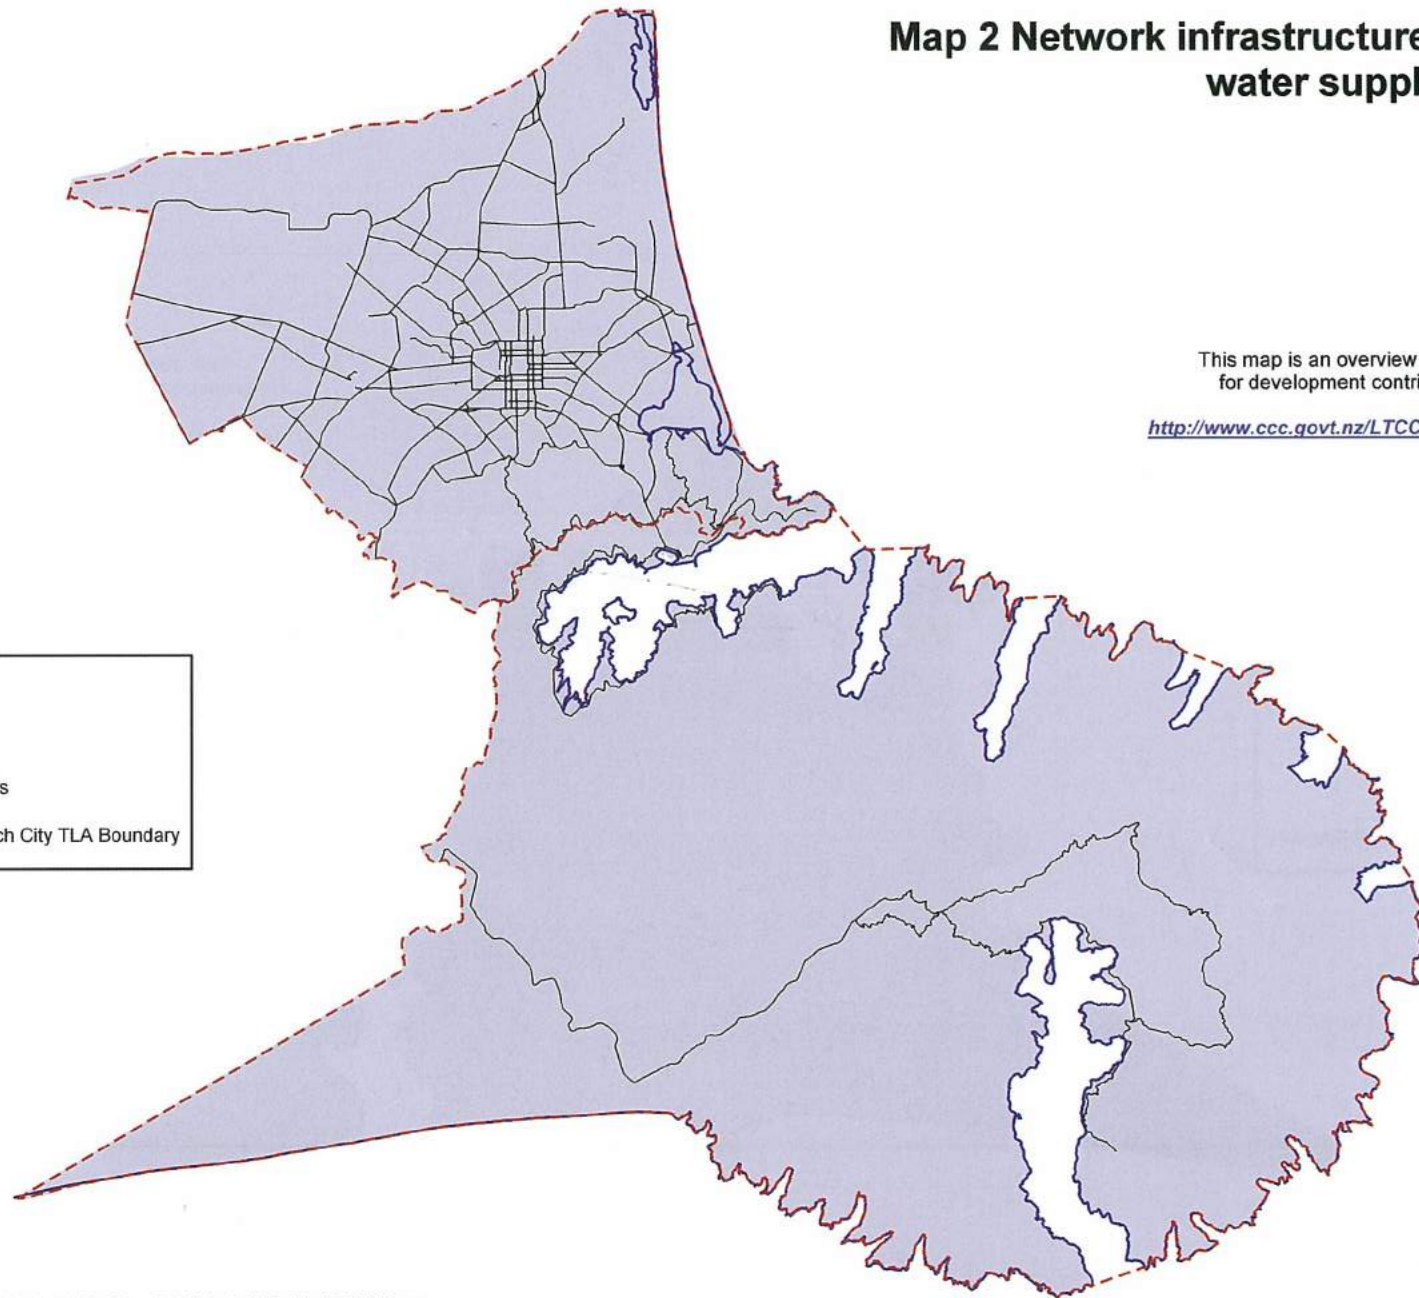 Map 2 Network infrastructure
water suppl
This map is an overview
for development contri
http://www.ccc.govt.nz/LTCC
s
ch City TLA Boundary